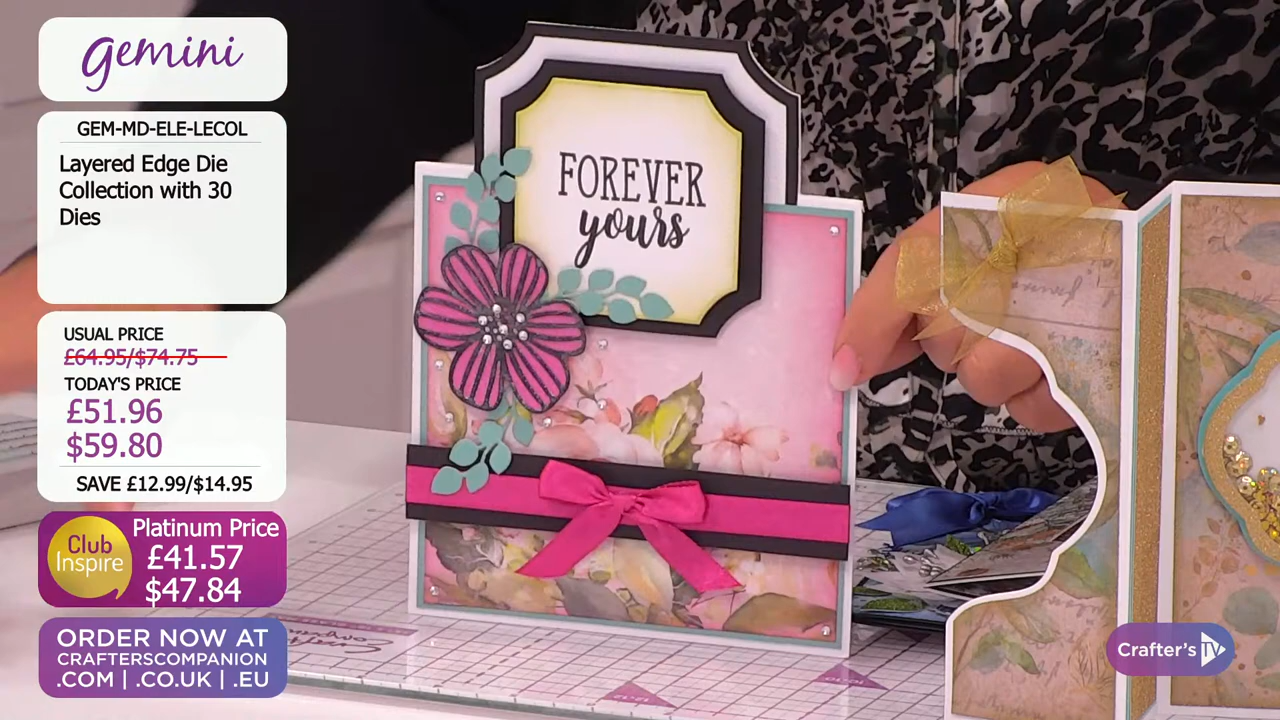 gemini
GEM-MD-ELE-LECOL
Layered Edge Die
Collection with 30
Dies
USUAL PRICE
£64.95/$74.75
TODAY'S PRICE
£51.96
$59.80
SAVE £12.99/$14.95
Club
Inspire
Platinum Price
£41.57
$47.84
ORDER NOW AT
CRAFTERSCOMPANION
.COM | .CO.UK | .EU
FOREVER
yours
Crafter's TV